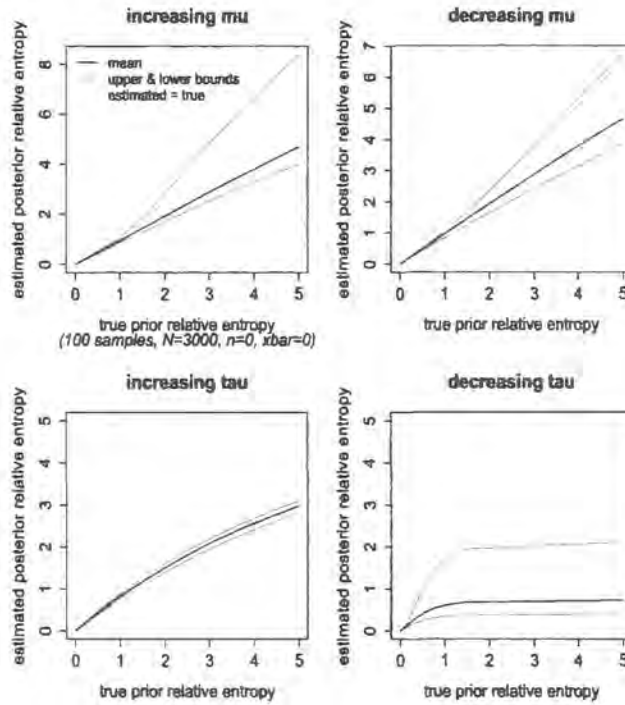 increasing mu
decreasing mu
estimated posterior relative entropy
0 2 4 6 8
mean
upper & lower bounds
estimated = true
0 1 2 3 4 5
true prior relative entropy
(100 samples, N=3000, n=0, xbar=0)
estimated posterior relative entropy
0 1 2 3 4 5 6 7
0 1 2 3 4 5
true prior relative entropy
increasing tau
decreasing tau
estimated posterior relative entropy
0 1 2 3 4 5
0 1 2 3 4 5
true prior relative entropy
estimated posterior relative entropy
0 1 2 3 4 5
0 1 2 3 4 5
true prior relative entropy